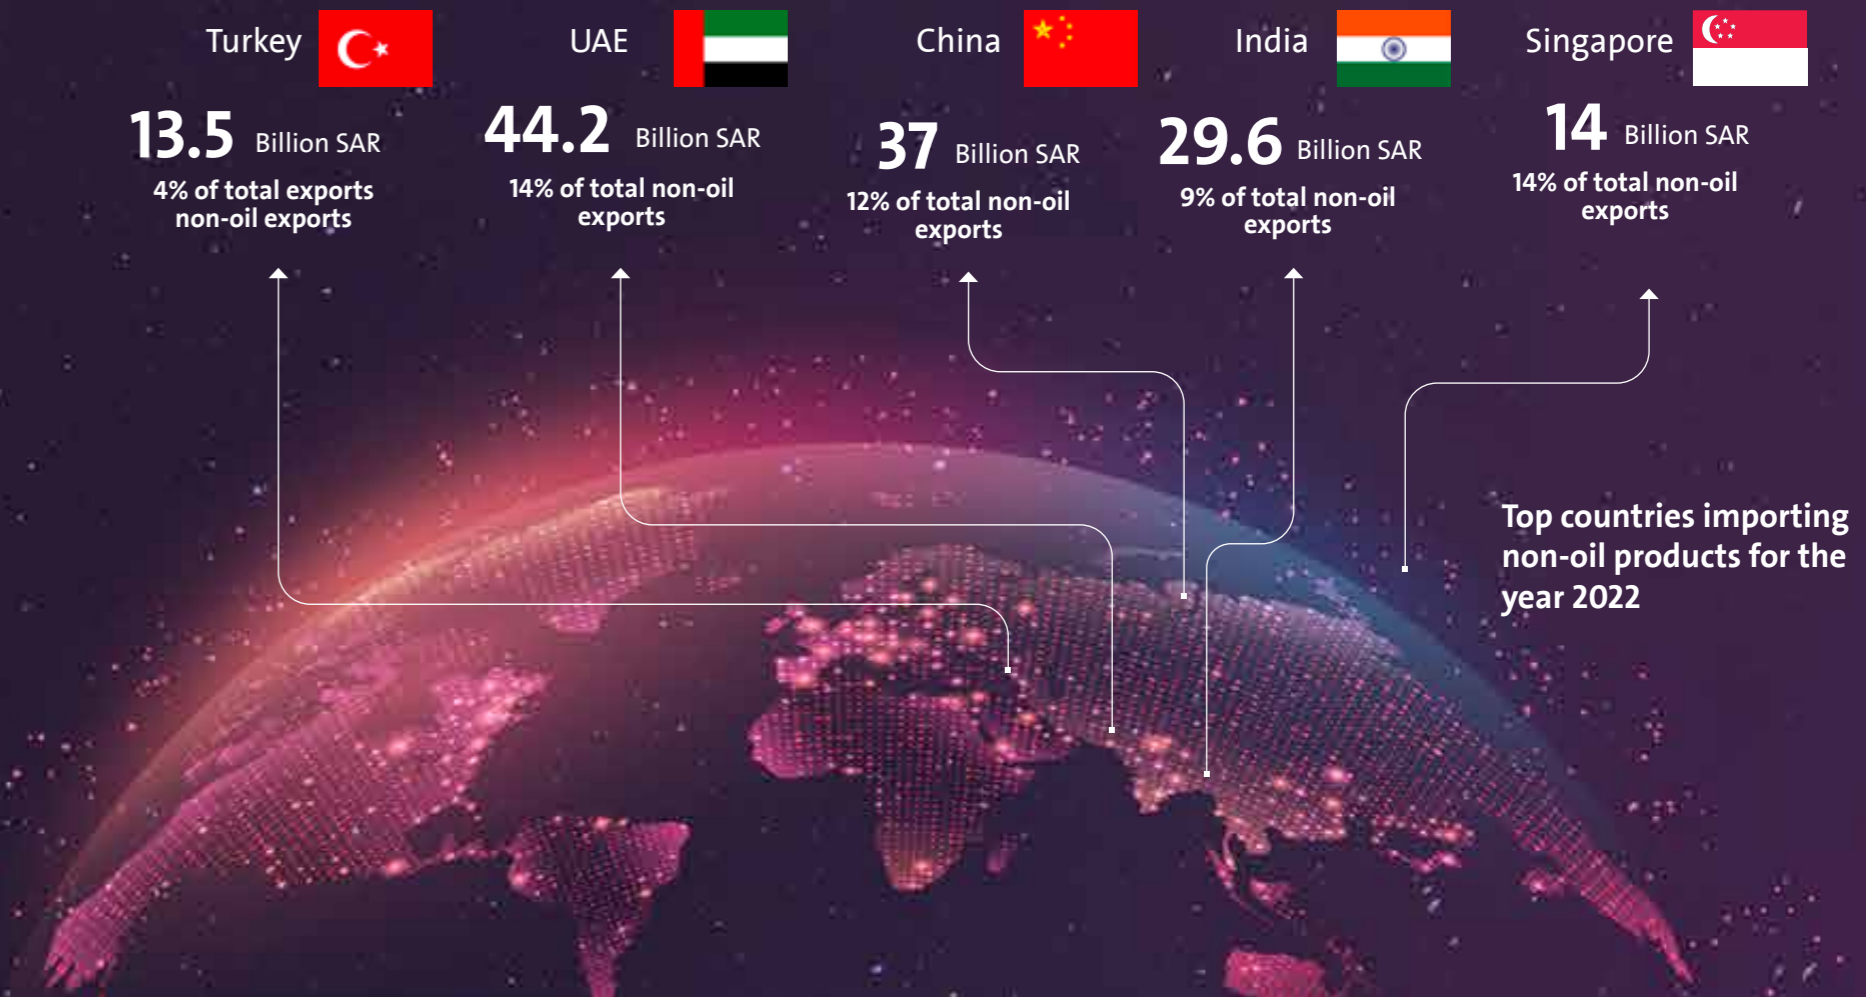 Turkey
13.5 Billion SAR
4% of total exports
non-oil exports
UAE
44.2 Billion SAR
14% of total non-oil
exports
China
37 Billion SAR
12% of total non-oil
exports
India
29.6 Billion SAR
9% of total non-oil
exports
Singapore
14 Billion SAR
14% of total non-oil
exports
Top countries importing
non-oil products for the
year 2022